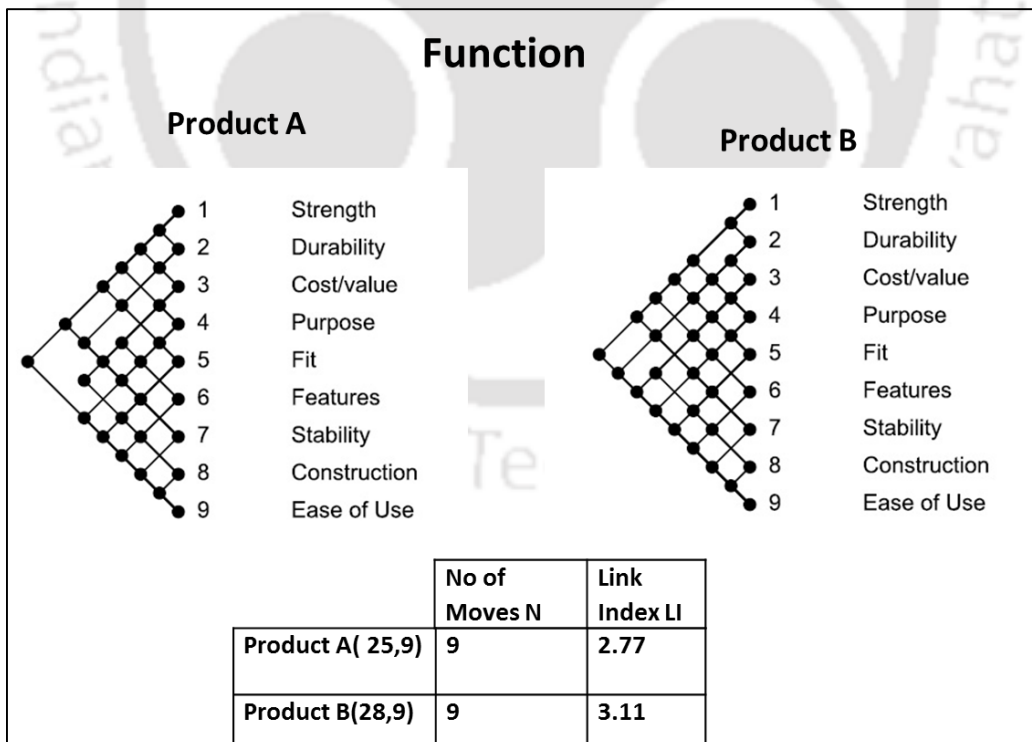 Function
Product A
1 Strength
2 Durability
3 Cost/value
4 Purpose
5 Fit
6 Features
7 Stability
8 Construction
9 Ease of Use
Product B
1 Strength
2 Durability
3 Cost/value
4 Purpose
5 Fit
6 Features
7 Stability
8 Construction
9 Ease of Use
No of Moves N Link Index LI
Product A( 25,9) 9 2.77
Product B(28,9) 9 3.11